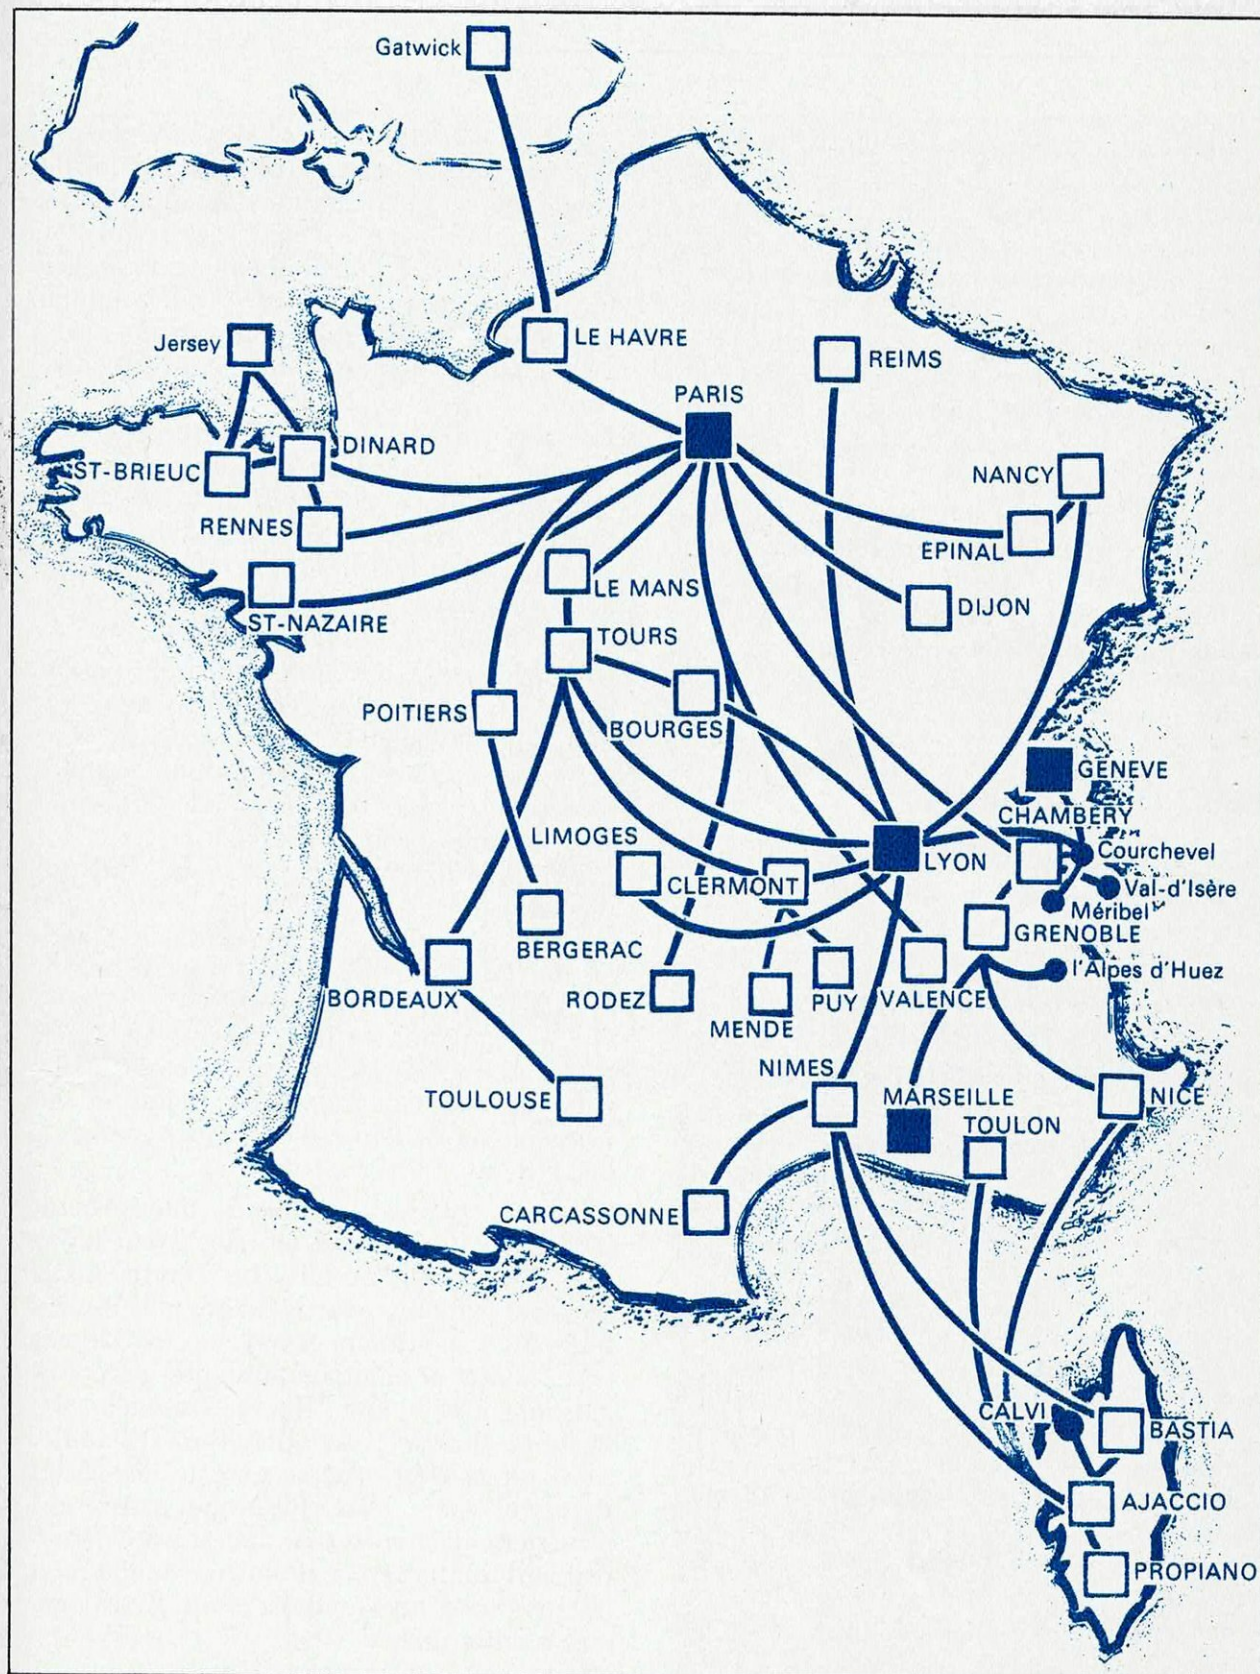 Gatwick
Jersey
LE HAVRE
REIMS
PARIS
DINARD
ST-BRIEUC
NANCY
RENNES
EPINAL
LE MANS
DIJON
ST-NAZAIRE
TOURS
POITIERS
BOURGES
GENEVE
CHAMBERY
LIMOGES
LYON
Courchevel
CLERMONT
Val-d'Isère
Méribel
GRENOBLE
BERGERAC
l'Alpes d'Huez
BORDEAUX
RODEZ
PUY
VALENCE
MENDE
NIMES
TOULOUSE
MARSEILLE
NICE
TOULON
CARCASSONNE
CALVI
BASTIA
AJACCIO
PROPIANO